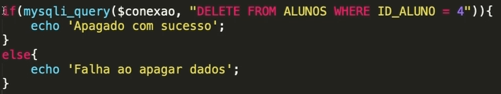 if(mysqli_query($conexao, "DELETE FROM ALUNOS WHERE ID_ALUNO = 4")){
    echo 'Apagado com sucesso';
}
else{
    echo 'Falha ao apagar dados';
}